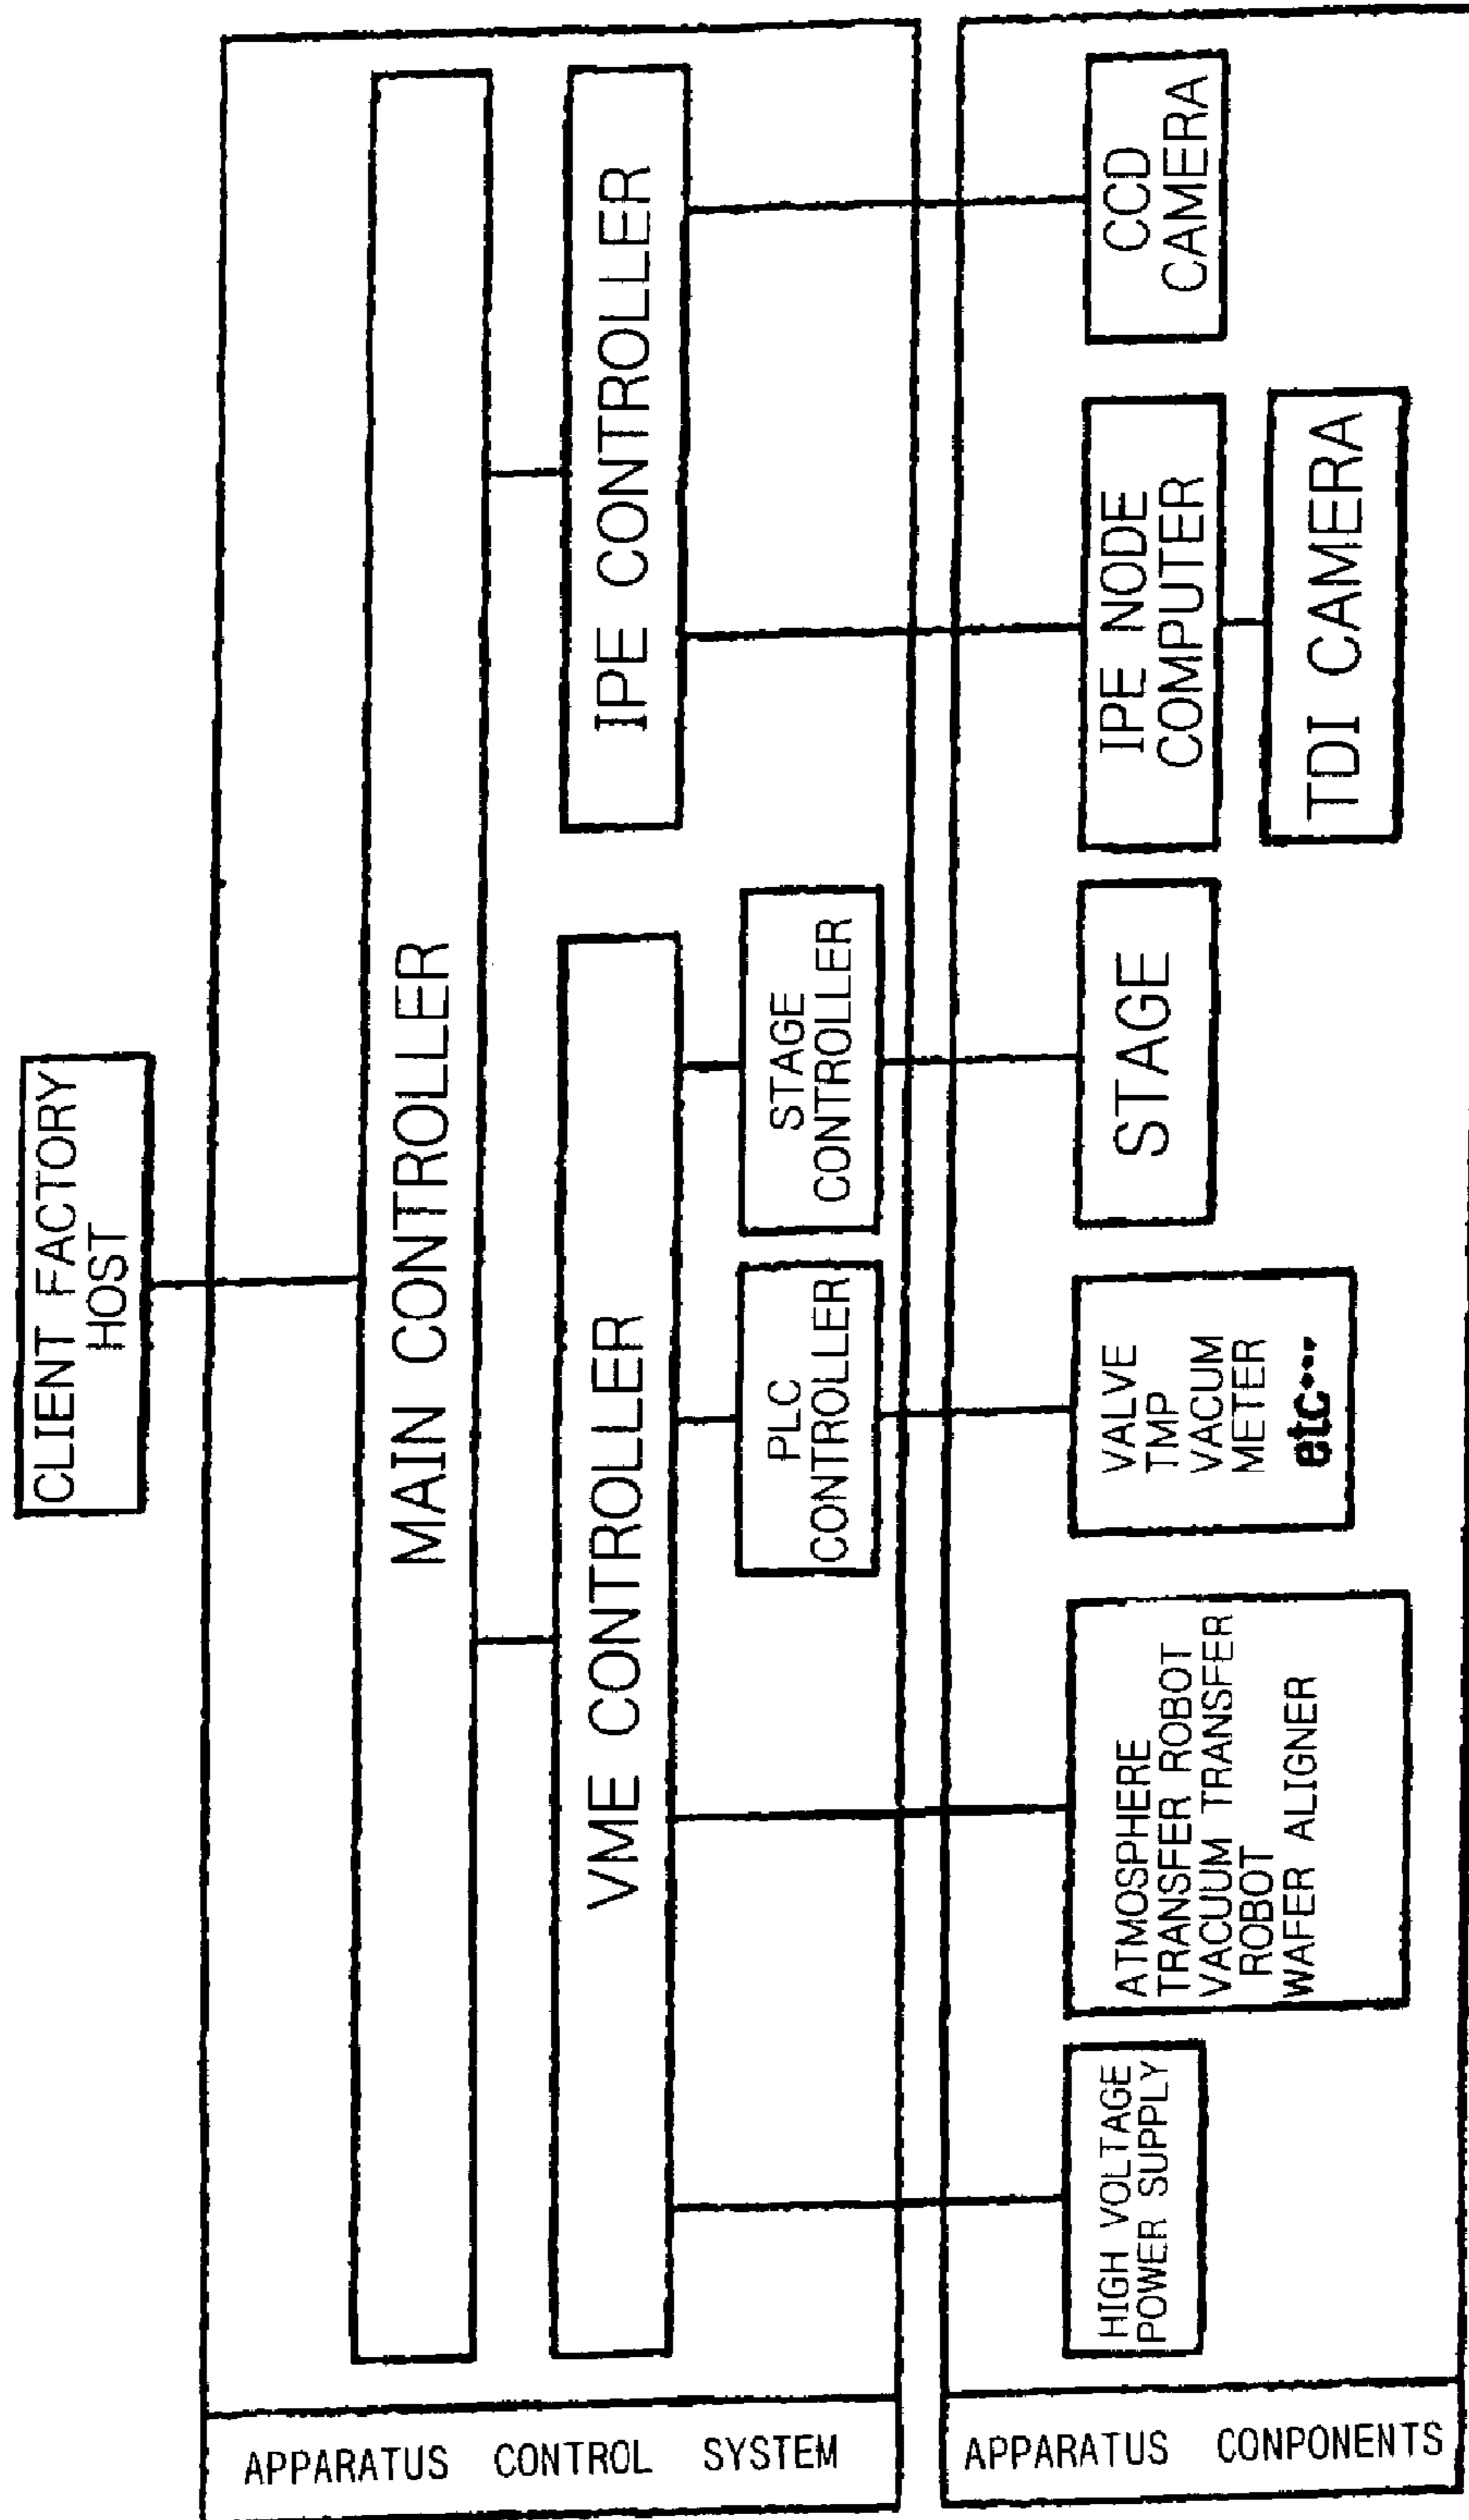 CLIENT FACTORY
HOST
APPARATUS CONTROL SYSTEM
MAIN CONTROLLER
VME CONTROLLER
IPE CONTROLLER
PLC
CONTROLLER
STAGE
CONTROLLER
APPARATUS CONPONENTS
HIGH VOLTAGE
POWER SUPPLY
ATMOSPHERE
TRANSFER ROBOT
VACUUM TRANSFER
ROBOT
WAFER ALIGNER
VALVE
TMP
VACUM
METER
etc•••
STAGE
IPE NODE
COMPUTER
TDI CAMERA
CCD
CAMERA